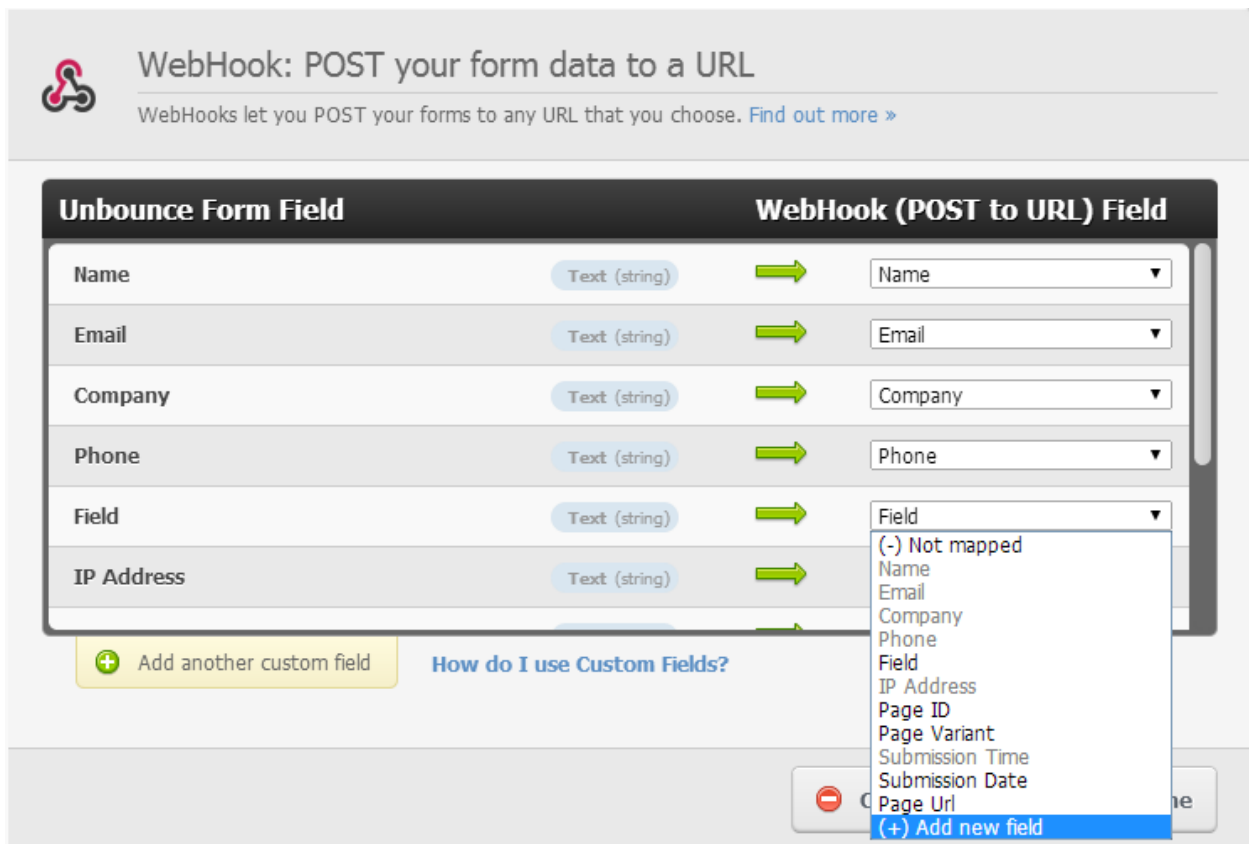 WebHook: POST your form data to a URL
WebHooks let you POST your forms to any URL that you choose. Find out more »
Unbounce Form Field WebHook (POST to URL) Field
Name Text (string) Name
Email Text (string) Email
Company Text (string) Company
Phone Text (string) Phone
Field Text (string) Field
(-) Not mapped
Name
Email
Company
Phone
Field
IP Address
Page ID
Page Variant
Submission Time
Submission Date
Page Url
(+) Add new field
IP Address Text (string)
Add another custom field How do I use Custom Fields?